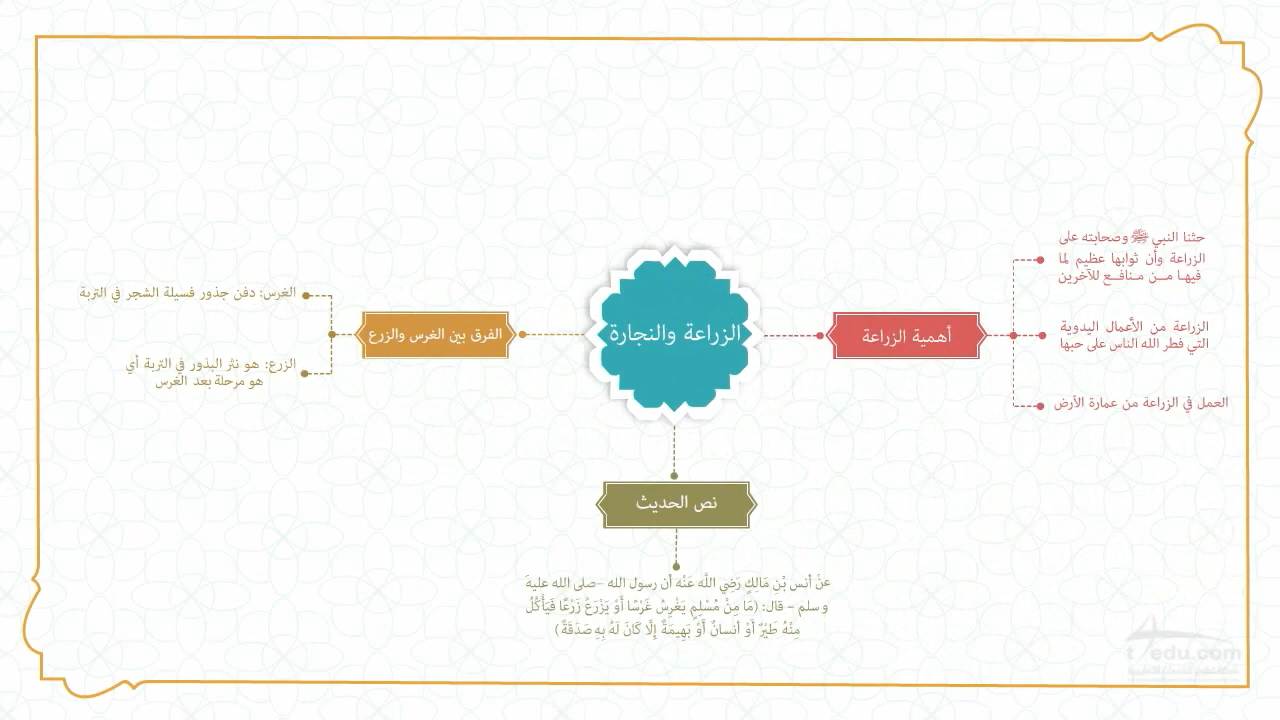 الزراعة والنجارة
أهمية الزراعة
حثنا النبي ﷺ وصحابته على
الزراعة وأن ثوابها عظيم لما
فيها من منافع للآخرين
الزراعة من الأعمال اليدوية
التي فطر الله الناس على حبها
العمل في الزراعة من عمارة الأرض
الفرق بين الغرس والزرع
الغرس: دفن جذور فسيلة الشجر في التربة
الزرع: هو نثر البذور في التربة أي
هو مرحلة بعد الغرس
نص الحديث
عنْ أنس بْنِ مَالِكٍ رَضِي اللَّه عَنْه أن رسول الله –صلى الله عليهَ
و سلم – قال: (مَا مِنْ مُسْلِمٍ يَغْرِسُ غَرْسًا أَوْ يَزْرَعُ زَرْعًا فَيَأْكُلُ
مِنْهُ طَيْرٌ أَوْ أنسانٌ أَوْ بَهِيمَةٌ إِلَّا كَانَ لَهُ بِهِ صَدَقَةٌ)
t edu.com